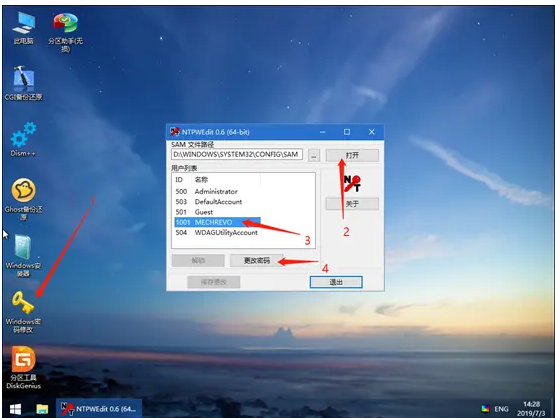 此电脑
分区助手(无
损)
CGI备份还原
Dism++
Ghost备份还
原
Windows安
装器
Windows密
码修改
分区工具
DiskGenius
1
NTPWEdit 0.6 (64-bit)
SAM 文件路径
D:\WINDOWS\SYSTEM32\CONFIG\SAM
...
打开
用户列表
ID 名称
500 Administrator
503 DefaultAccount
501 Guest
1001 MECHREVO
504 WDAGUtilityAccount
N
T
关于
2
3
解锁
更改密码
4
保存更改
退出
NTPWEdit 0.6 (64...
ENG
14:28
2019/7/3